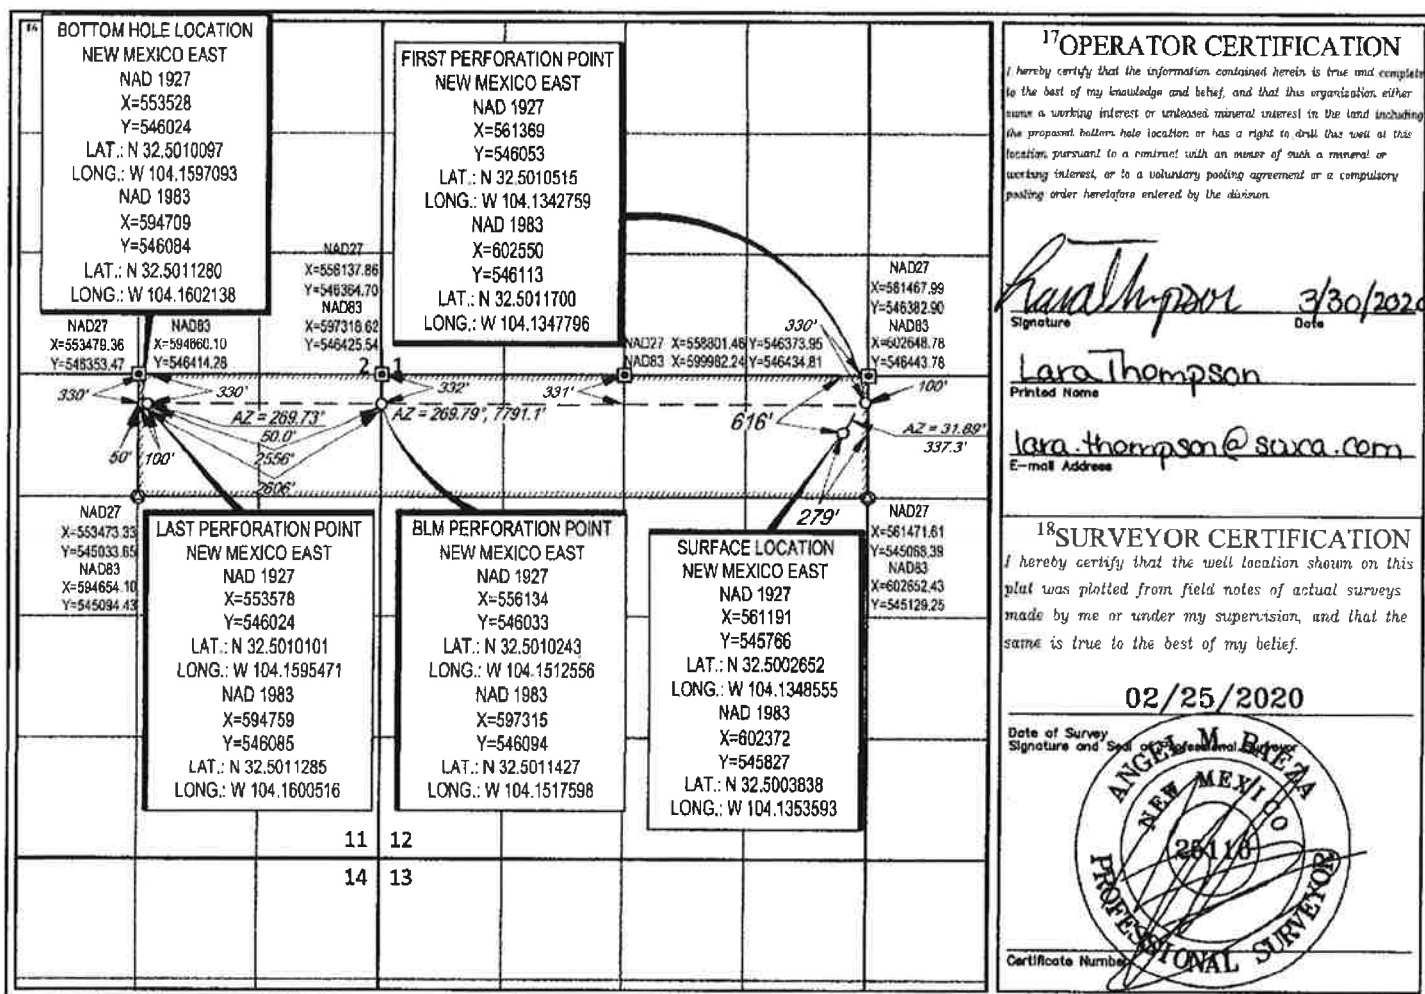 BOTTOM HOLE LOCATION
NEW MEXICO EAST
NAD 1927
X=553528
Y=546024
LAT.: N 32.5010097
LONG.: W 104.1597093
NAD 1983
X=594709
Y=546084
LAT.: N 32.5011280
LONG.: W 104.1602138
FIRST PERFORATION POINT
NEW MEXICO EAST
NAD 1927
X=561369
Y=546053
LAT.: N 32.5010515
LONG.: W 104.1342759
NAD 1983
X=602550
Y=546113
LAT.: N 32.5011700
LONG.: W 104.1347796
NAD27
X=556137.86
Y=546364.70
NAD83
X=597318.62
Y=546425.54
NAD27
X=561467.99
Y=546382.90
NAD83
X=602648.78
Y=546443.78
NAD27
X=553479.36
Y=546353.47
NAD83
X=594660.10
Y=546414.28
NAD27 X=558801.46 Y=546373.95
NAD83 X=599982.24 Y=546434.81
2 1
330'
330'
330'
332'
331'
100'
AZ = 269.73°
50.0'
AZ = 269.79°, 7791.1'
616'
AZ = 31.89°
337.3'
50'
100'
2556'
2606'
279'
NAD27
X=553473.33
Y=545033.65
NAD83
X=594654.10
Y=545094.43
NAD27
X=561471.61
Y=545068.39
NAD83
X=602652.43
Y=545129.25
LAST PERFORATION POINT
NEW MEXICO EAST
NAD 1927
X=553578
Y=546024
LAT.: N 32.5010101
LONG.: W 104.1595471
NAD 1983
X=594759
Y=546085
LAT.: N 32.5011285
LONG.: W 104.1600516
BLM PERFORATION POINT
NEW MEXICO EAST
NAD 1927
X=556134
Y=546033
LAT.: N 32.5010243
LONG.: W 104.1512556
NAD 1983
X=597315
Y=546094
LAT.: N 32.5011427
LONG.: W 104.1517598
SURFACE LOCATION
NEW MEXICO EAST
NAD 1927
X=561191
Y=545766
LAT.: N 32.5002652
LONG.: W 104.1348555
NAD 1983
X=602372
Y=545827
LAT.: N 32.5003838
LONG.: W 104.1353593
11 12
14 13
17 OPERATOR CERTIFICATION
I hereby certify that the information contained herein is true and complete
to the best of my knowledge and belief, and that this organization either
owns a working interest or unleased mineral interest in the land including
the proposed bottom hole location or has a right to drill this well at this
location pursuant to a contract with an owner of such a mineral or
working interest, or to a voluntary pooling agreement or a compulsory
pooling order heretofore entered by the division.
Lara Thompson 3/30/2020
Signature Date
Lara Thompson
Printed Name
lara.thompson@swca.com
E-mail Address
18 SURVEYOR CERTIFICATION
I hereby certify that the well location shown on this
plat was plotted from field notes of actual surveys
made by me or under my supervision, and that the
same is true to the best of my belief.
02/25/2020
Date of Survey
Signature and Seal of Professional Surveyor
ANGEL M. BAEZA
NEW MEXICO
25116
PROFESSIONAL SURVEYOR
Certificate Number